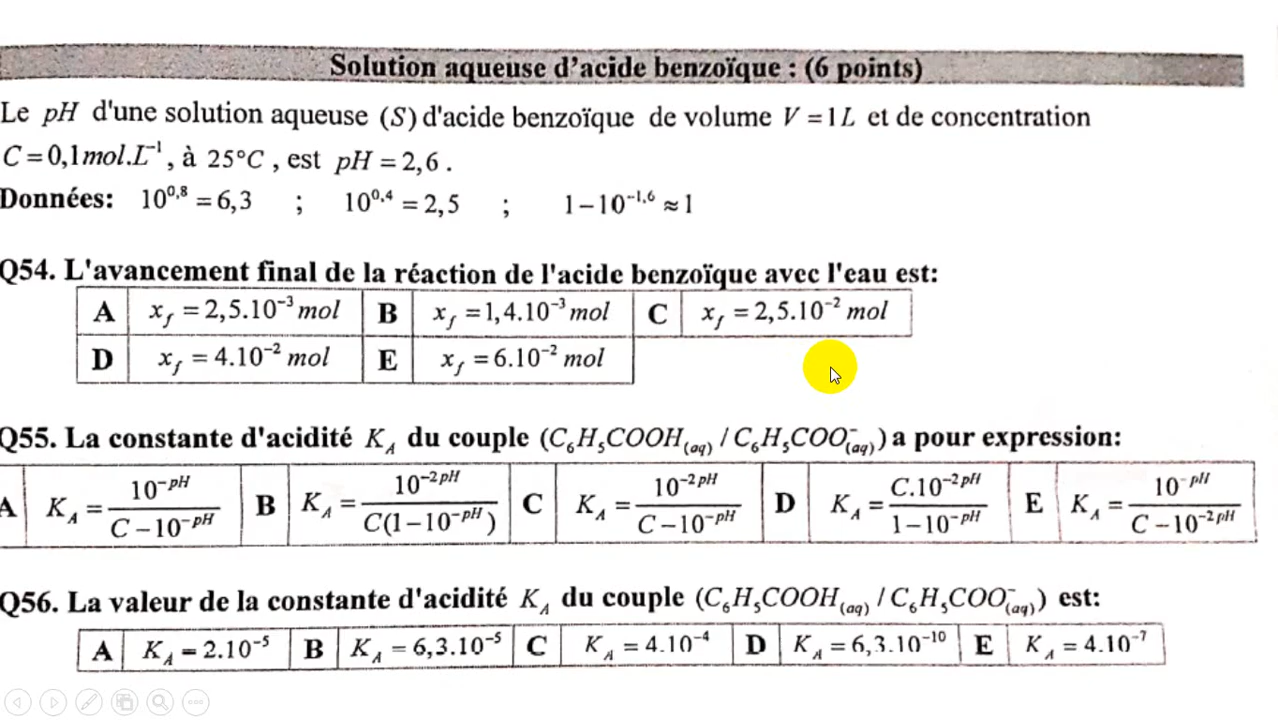 Solution aqueuse d'acide benzoïque : (6 points)
Le pH d'une solution aqueuse (S) d'acide benzoïque de volume V = 1L et de concentration
C = 0,1mol.L⁻¹, à 25°C, est pH = 2,6.
Données: 10^0,8 = 6,3 ; 10^0,4 = 2,5 ; 1−10^−1,6 ≈ 1
Q54. L'avancement final de la réaction de l'acide benzoïque avec l'eau est:
A x_f = 2,5.10⁻³ mol B x_f = 1,4.10⁻³ mol C x_f = 2,5.10⁻² mol
D x_f = 4.10⁻² mol E x_f = 6.10⁻² mol
Q55. La constante d'acidité K_A du couple (C₆H₅COOH(aq) / C₆H₅COO⁻(aq)) a pour expression:
A K_A = 10^−pH / (C − 10^−pH) B K_A = 10^−2pH / (C(1−10^−pH)) C K_A = 10^−2pH / (C − 10^−pH) D K_A = C.10^−2pH / (1−10^−pH) E K_A = 10^−pH / (C − 10^−2pH)
Q56. La valeur de la constante d'acidité K_A du couple (C₆H₅COOH(aq) / C₆H₅COO⁻(aq)) est:
A K_A = 2.10⁻⁵ B K_A = 6,3.10⁻⁵ C K_A = 4.10⁻⁴ D K_A = 6,3.10⁻¹⁰ E K_A = 4.10⁻⁷